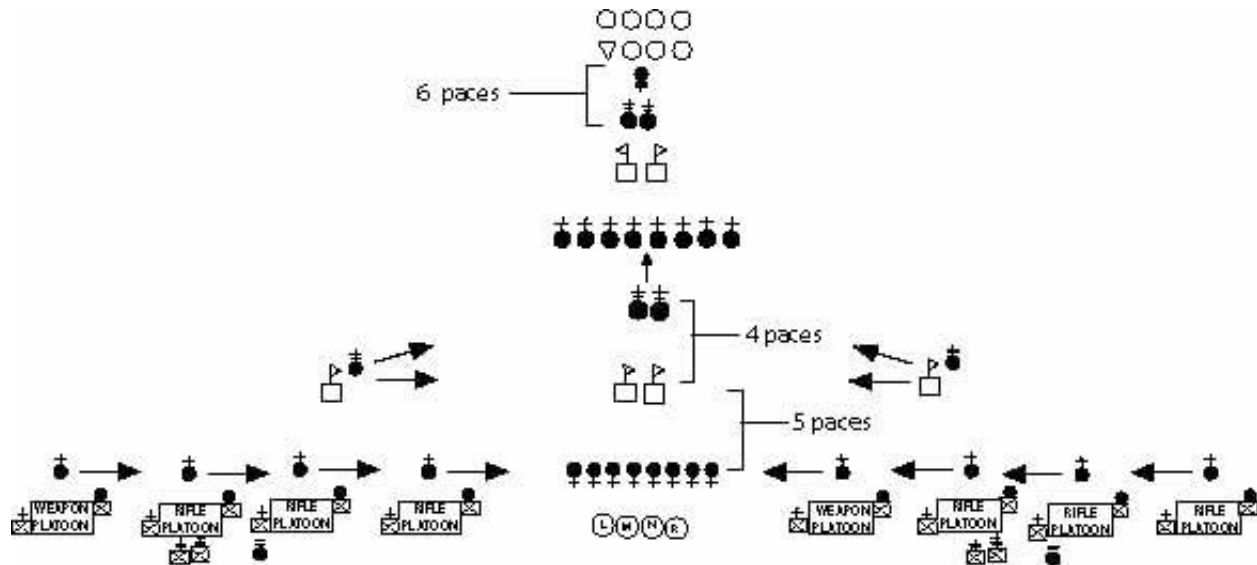 6 paces
4 paces
5 paces
WEAPON
PLATOON
RIFLE
PLATOON
RIFLE
PLATOON
RIFLE
PLATOON
L M N R
WEAPON
PLATOON
RIFLE
PLATOON
RIFLE
PLATOON
RIFLE
PLATOON